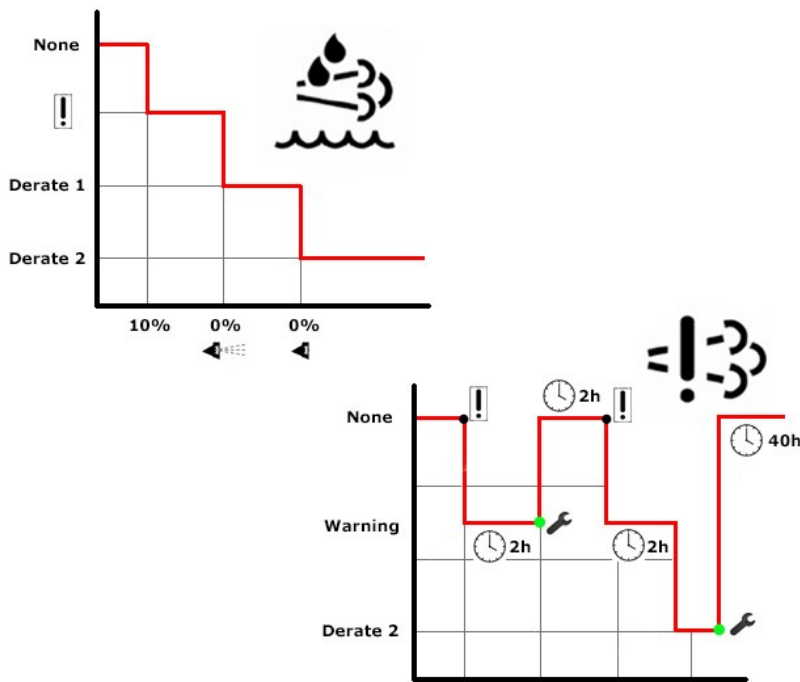 None
Derate 1
Derate 2
10% 0% 0%
None
2h
40h
Warning
2h 2h
Derate 2